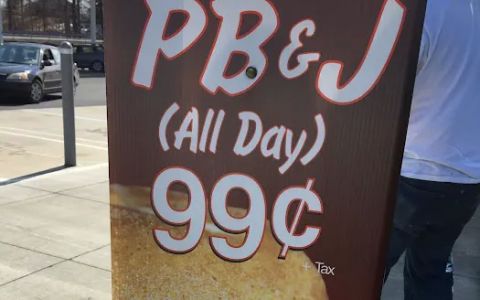 PB&J
(All Day)
99¢
+ Tax